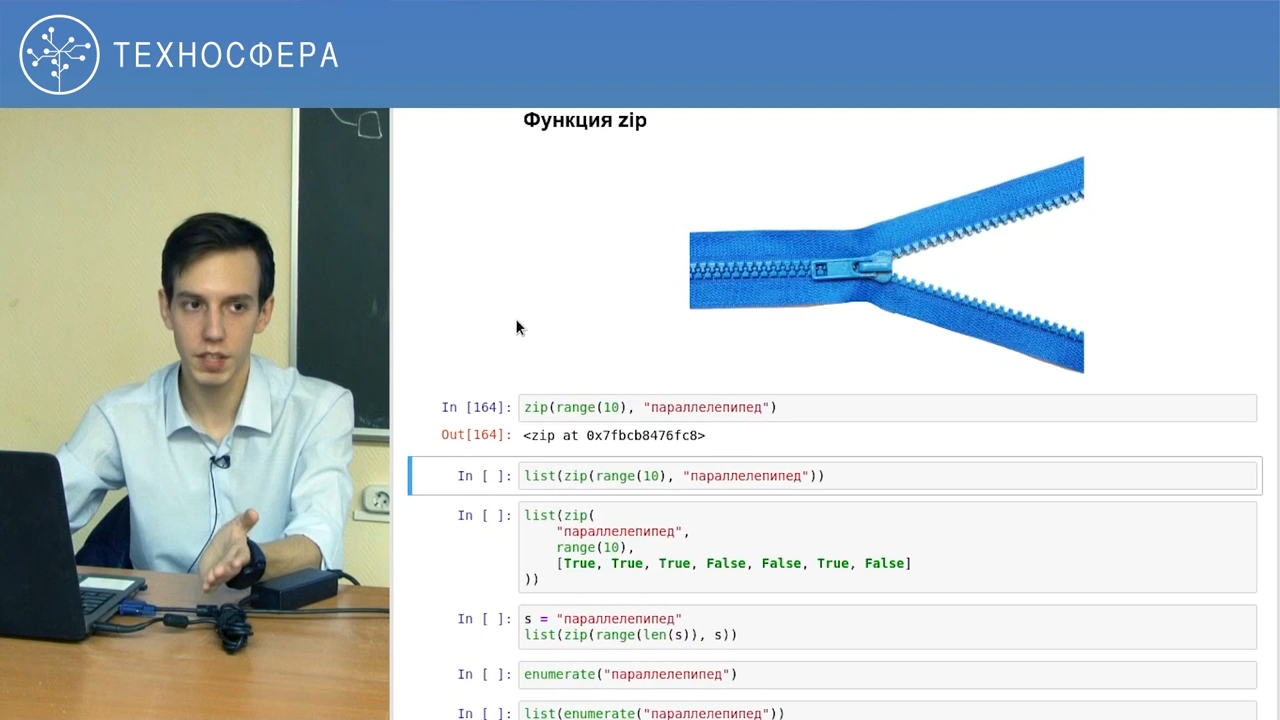 ТЕХНОСФЕРА
Функция zip
In [164]: zip(range(10), "параллелепипед")
Out[164]: <zip at 0x7fbcb8476fc8>
In [ ]: list(zip(range(10), "параллелепипед"))
In [ ]: list(zip(
"параллелепипед",
range(10),
[True, True, True, False, False, True, False]
))
In [ ]: s = "параллелепипед"
list(zip(range(len(s)), s))
In [ ]: enumerate("параллелепипед")
In [ ]: list(enumerate("параллелепипед"))